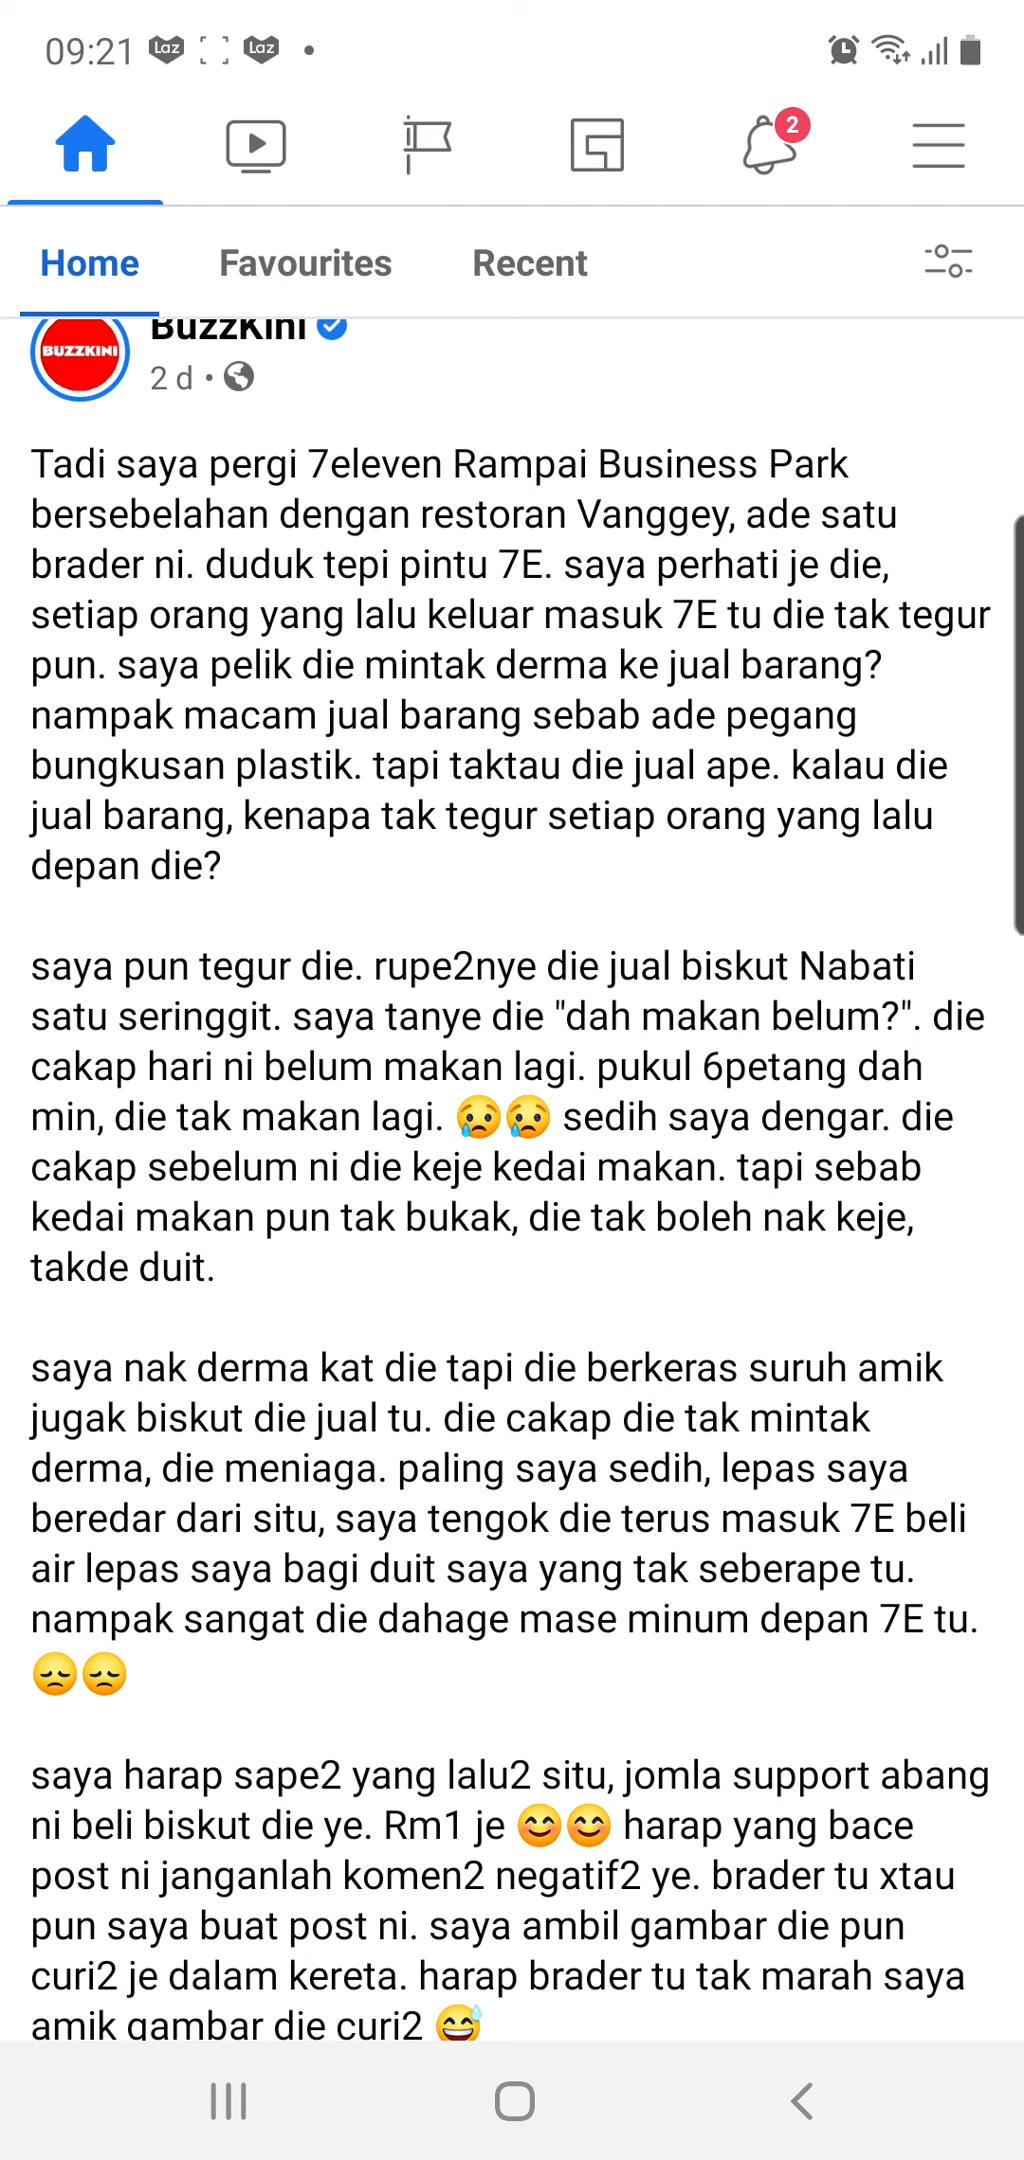 09:21 Laz Laz
2
Home Favourites Recent
BuzzKini
BUZZKINI
2 d
Tadi saya pergi 7eleven Rampai Business Park
bersebelahan dengan restoran Vanggey, ade satu
brader ni. duduk tepi pintu 7E. saya perhati je die,
setiap orang yang lalu keluar masuk 7E tu die tak tegur
pun. saya pelik die mintak derma ke jual barang?
nampak macam jual barang sebab ade pegang
bungkusan plastik. tapi taktau die jual ape. kalau die
jual barang, kenapa tak tegur setiap orang yang lalu
depan die?
saya pun tegur die. rupe2nye die jual biskut Nabati
satu seringgit. saya tanye die "dah makan belum?". die
cakap hari ni belum makan lagi. pukul 6petang dah
min, die tak makan lagi. 😢😢 sedih saya dengar. die
cakap sebelum ni die keje kedai makan. tapi sebab
kedai makan pun tak bukak, die tak boleh nak keje,
takde duit.
saya nak derma kat die tapi die berkeras suruh amik
jugak biskut die jual tu. die cakap die tak mintak
derma, die meniaga. paling saya sedih, lepas saya
beredar dari situ, saya tengok die terus masuk 7E beli
air lepas saya bagi duit saya yang tak seberape tu.
nampak sangat die dahage mase minum depan 7E tu.
😞😞
saya harap sape2 yang lalu2 situ, jomla support abang
ni beli biskut die ye. Rm1 je 😊😊 harap yang bace
post ni janganlah komen2 negatif2 ye. brader tu xtau
pun saya buat post ni. saya ambil gambar die pun
curi2 je dalam kereta. harap brader tu tak marah saya
amik gambar die curi2 😅